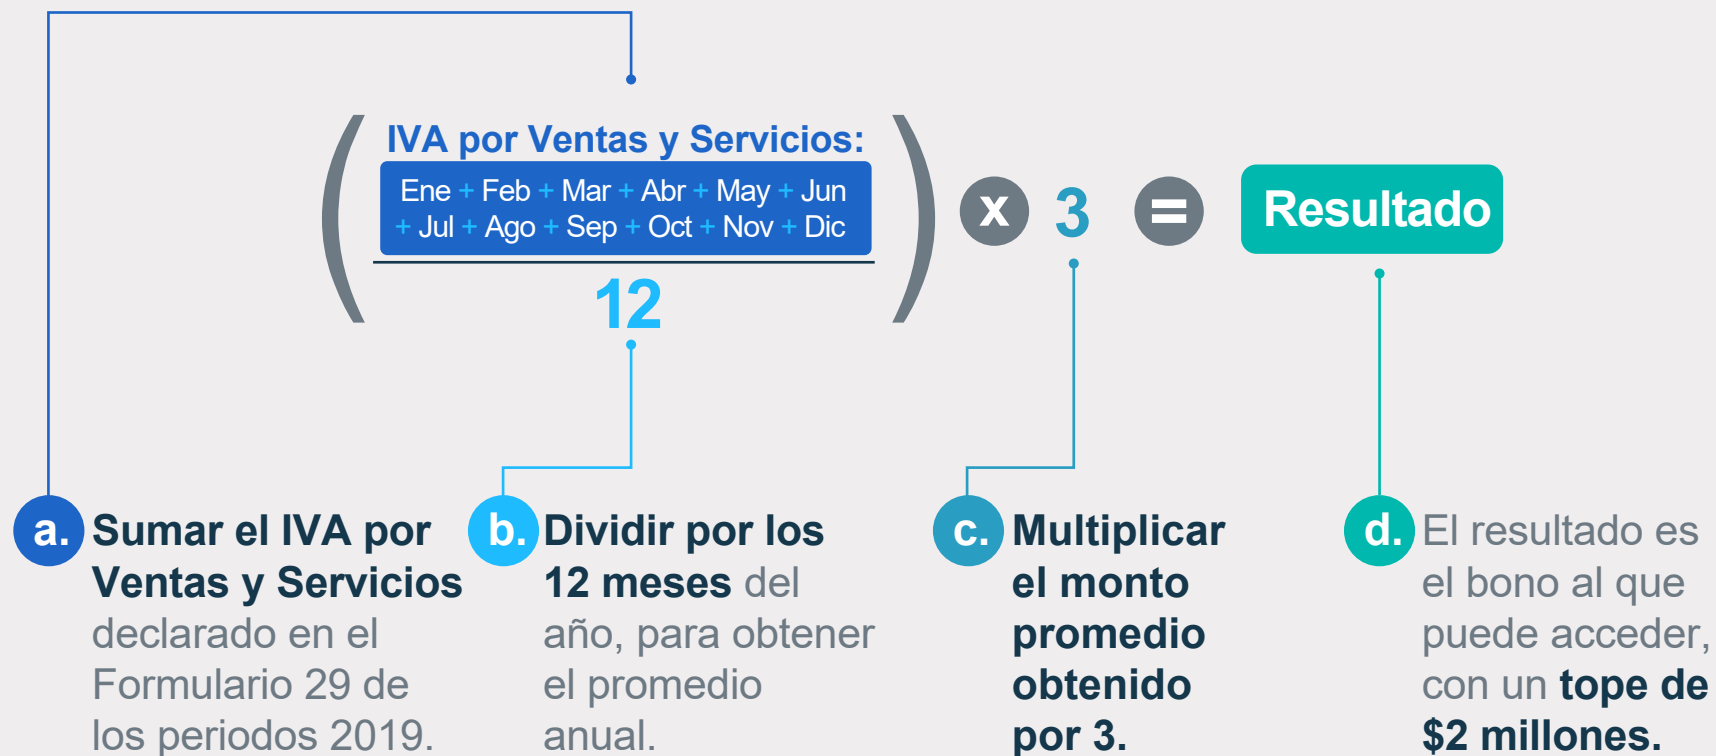 IVA por Ventas y Servicios:
Ene + Feb + Mar + Abr + May + Jun
+ Jul + Ago + Sep + Oct + Nov + Dic
12
x 3 = Resultado
a. Sumar el IVA por
Ventas y Servicios
declarado en el
Formulario 29 de
los periodos 2019.
b. Dividir por los
12 meses del
año, para obtener
el promedio
anual.
c. Multiplicar
el monto
promedio
obtenido
por 3.
d. El resultado es
el bono al que
puede acceder,
con un tope de
$2 millones.